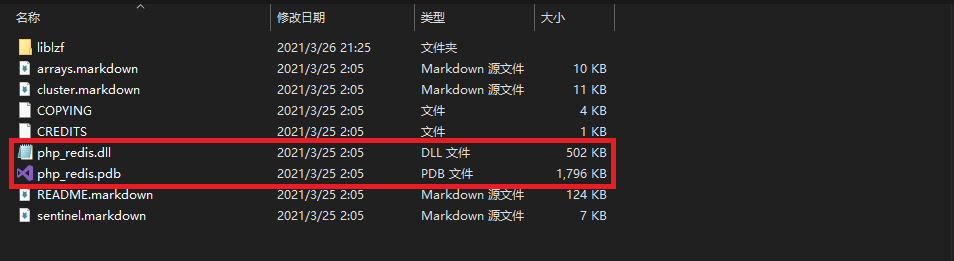 名称 修改日期 类型 大小
liblzf 2021/3/26 21:25 文件夹
arrays.markdown 2021/3/25 2:05 Markdown 源文件 10 KB
cluster.markdown 2021/3/25 2:05 Markdown 源文件 11 KB
COPYING 2021/3/25 2:05 文件 4 KB
CREDITS 2021/3/25 2:05 文件 1 KB
php_redis.dll 2021/3/25 2:05 DLL 文件 502 KB
php_redis.pdb 2021/3/25 2:05 PDB 文件 1,796 KB
README.markdown 2021/3/25 2:05 Markdown 源文件 124 KB
sentinel.markdown 2021/3/25 2:05 Markdown 源文件 7 KB